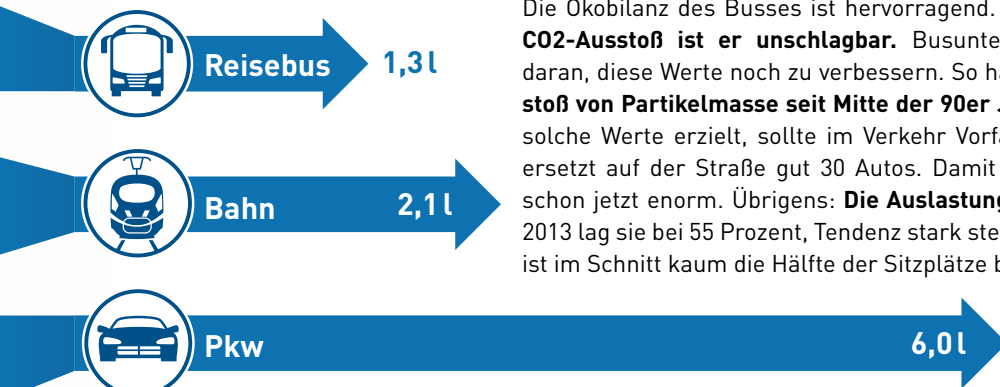 Reisebus 1,3 l
Bahn 2,1 l
Pkw 6,0 l
Die Ökobilanz des Busses ist hervorragend.
CO2-Ausstoß ist er unschlagbar. Busunte
daran, diese Werte noch zu verbessern. So ha
stoß von Partikelmasse seit Mitte der 90er
solche Werte erzielt, sollte im Verkehr Vorfa
ersetzt auf der Straße gut 30 Autos. Damit
schon jetzt enorm. Übrigens: Die Auslastung
2013 lag sie bei 55 Prozent, Tendenz stark ste
ist im Schnitt kaum die Hälfte der Sitzplätze